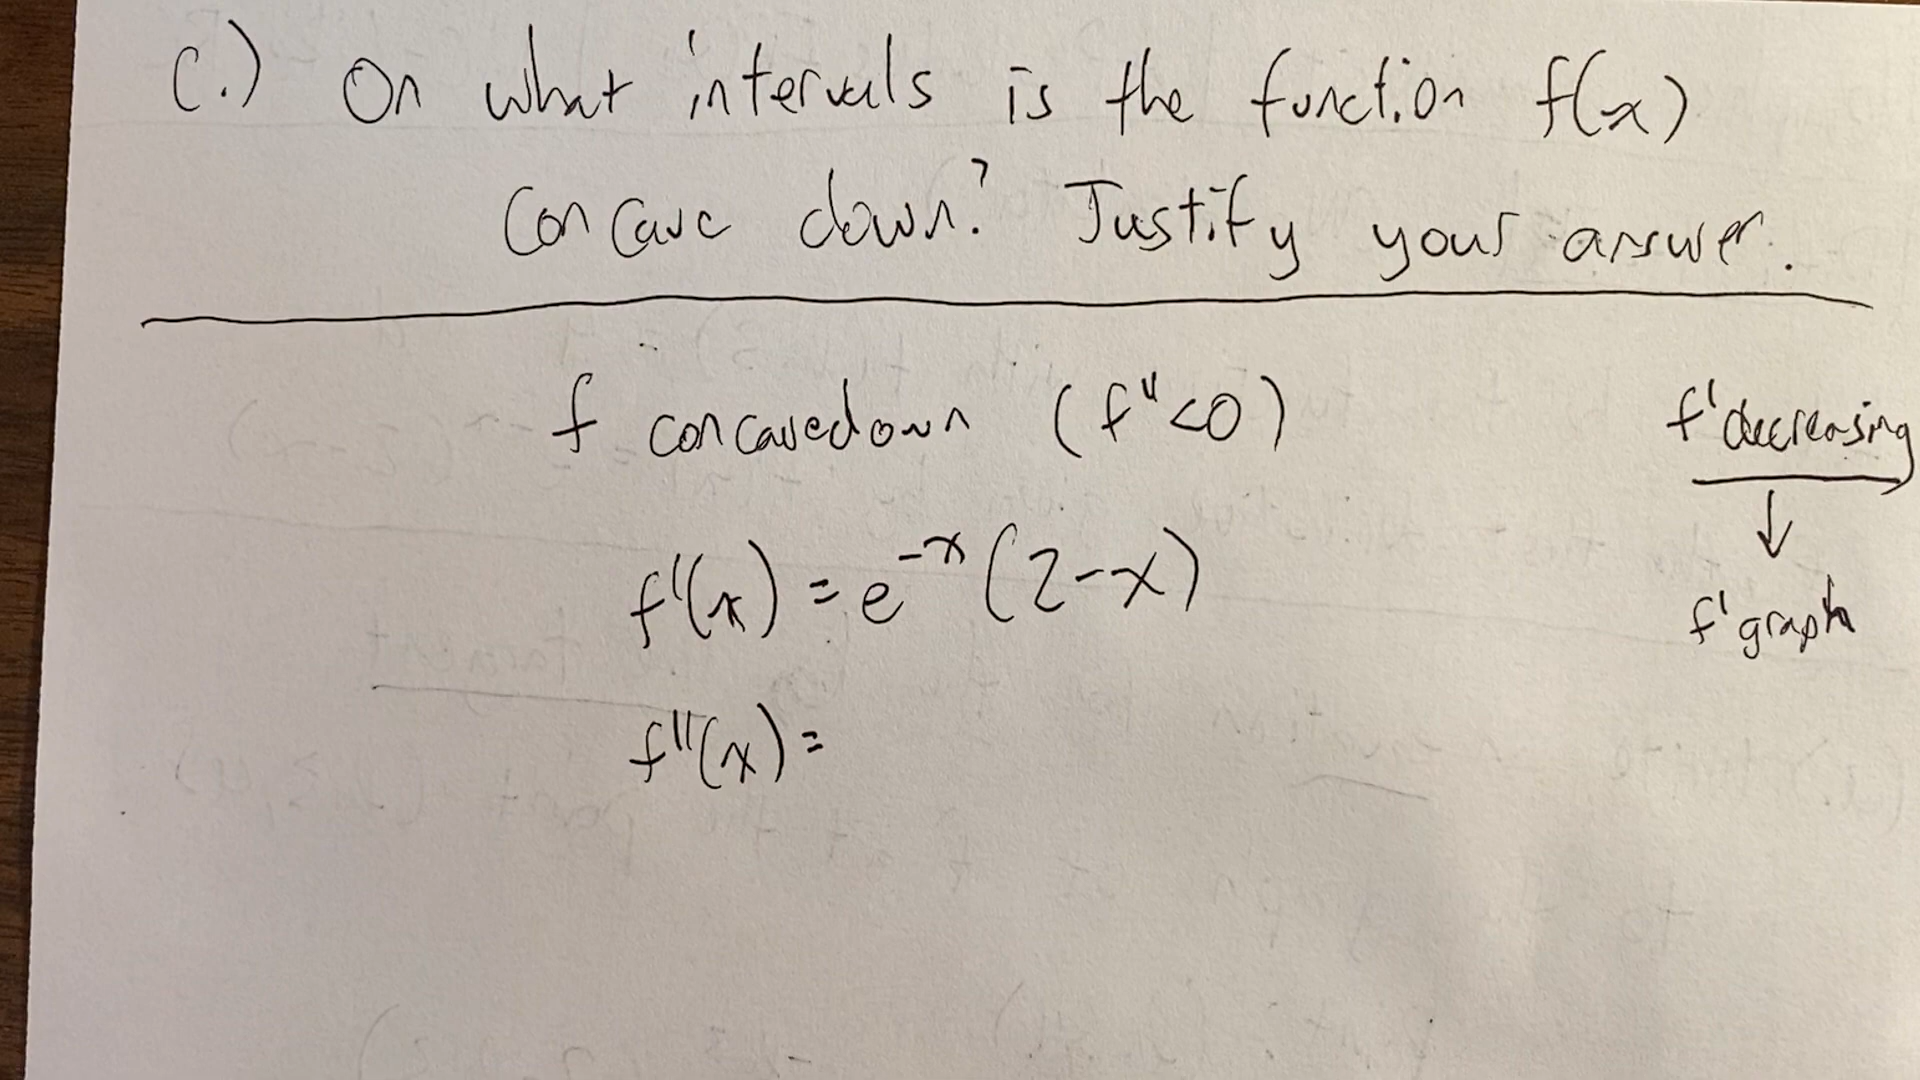 C.) On what intervals is the function f(x)
concave down? Justify your answer.
f concave down (f''<0)
f' decreasing
↓
f' graph
f'(x) = e^-x (2-x)
f''(x) =